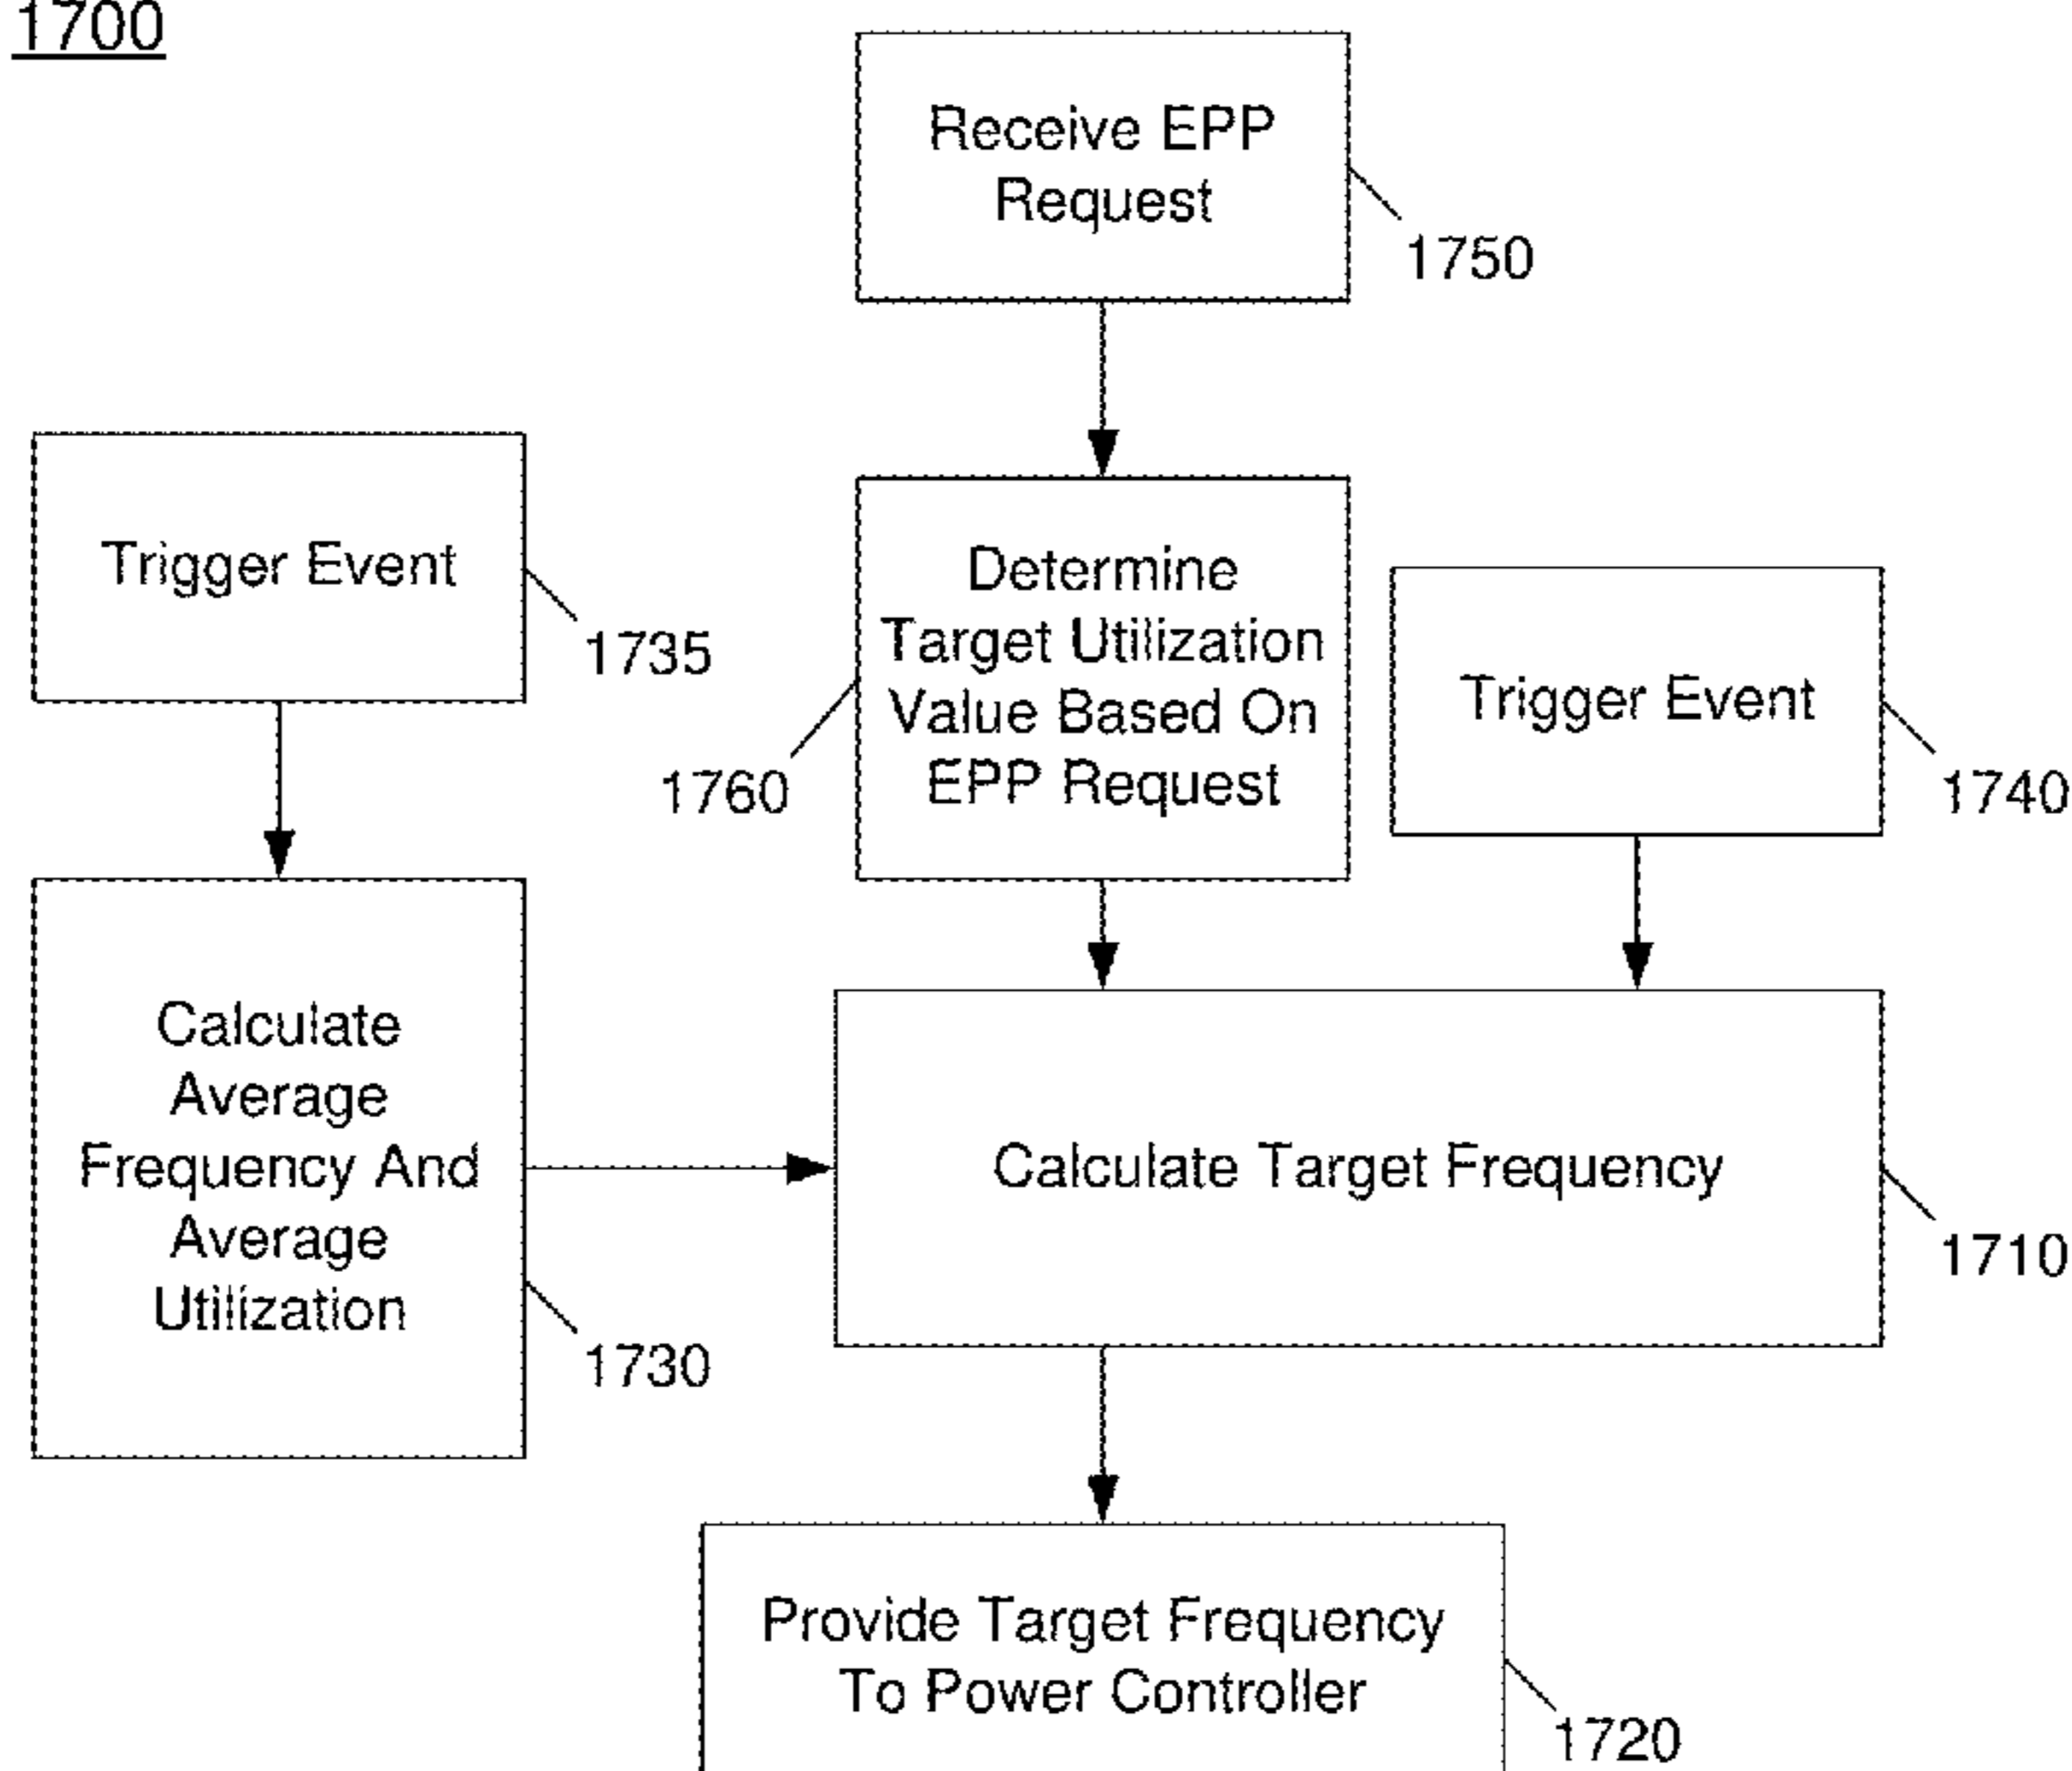 1700
Receive EPP
Request
1750
Trigger Event
1735
Determine
Target Utilization
Value Based On
EPP Request
1760
Trigger Event
1740
Calculate
Average
Frequency And
Average
Utilization
1730
Calculate Target Frequency
1710
Provide Target Frequency
To Power Controller
1720